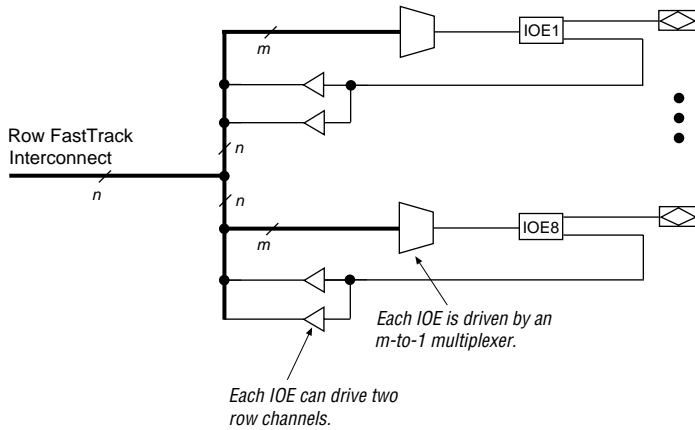 m
IOE1
Row FastTrack
Interconnect
n
n
n
m
IOE8
Each IOE is driven by an
m-to-1 multiplexer.
Each IOE can drive two
row channels.